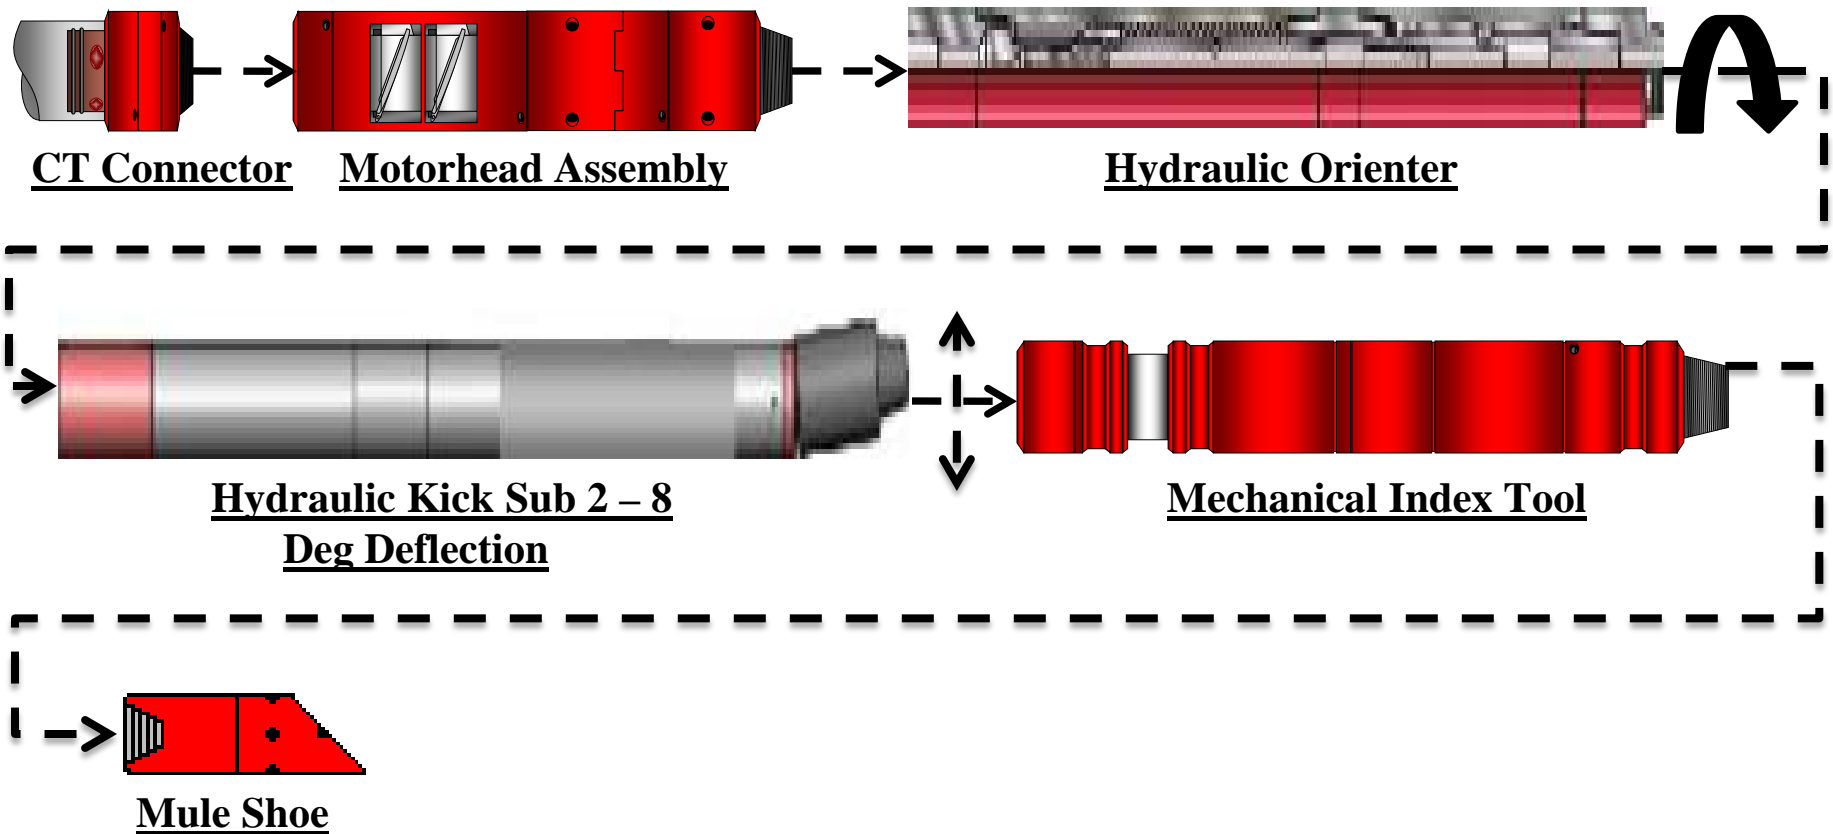 CT Connector
Motorhead Assembly
Hydraulic Orienter
Hydraulic Kick Sub 2 – 8
Deg Deflection
Mechanical Index Tool
Mule Shoe